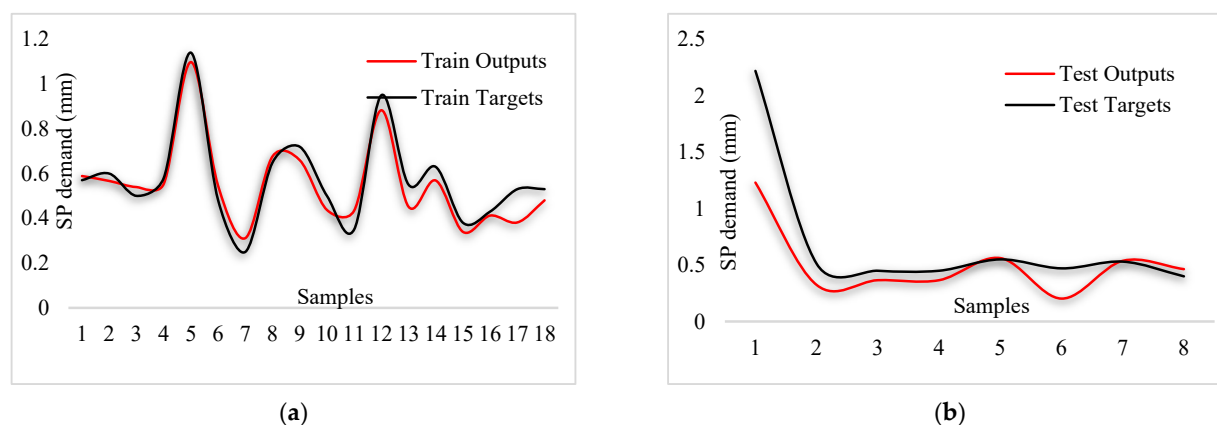 1.2
1
0.8
0.6
0.4
0.2
0
SP demand (mm)
Train Outputs
Train Targets
Samples
1 2 3 4 5 6 7 8 9 10 11 12 13 14 15 16 17 18
(a)
2.5
2
1.5
1
0.5
0
SP demand (mm)
Test Outputs
Test Targets
Samples
1 2 3 4 5 6 7 8
(b)